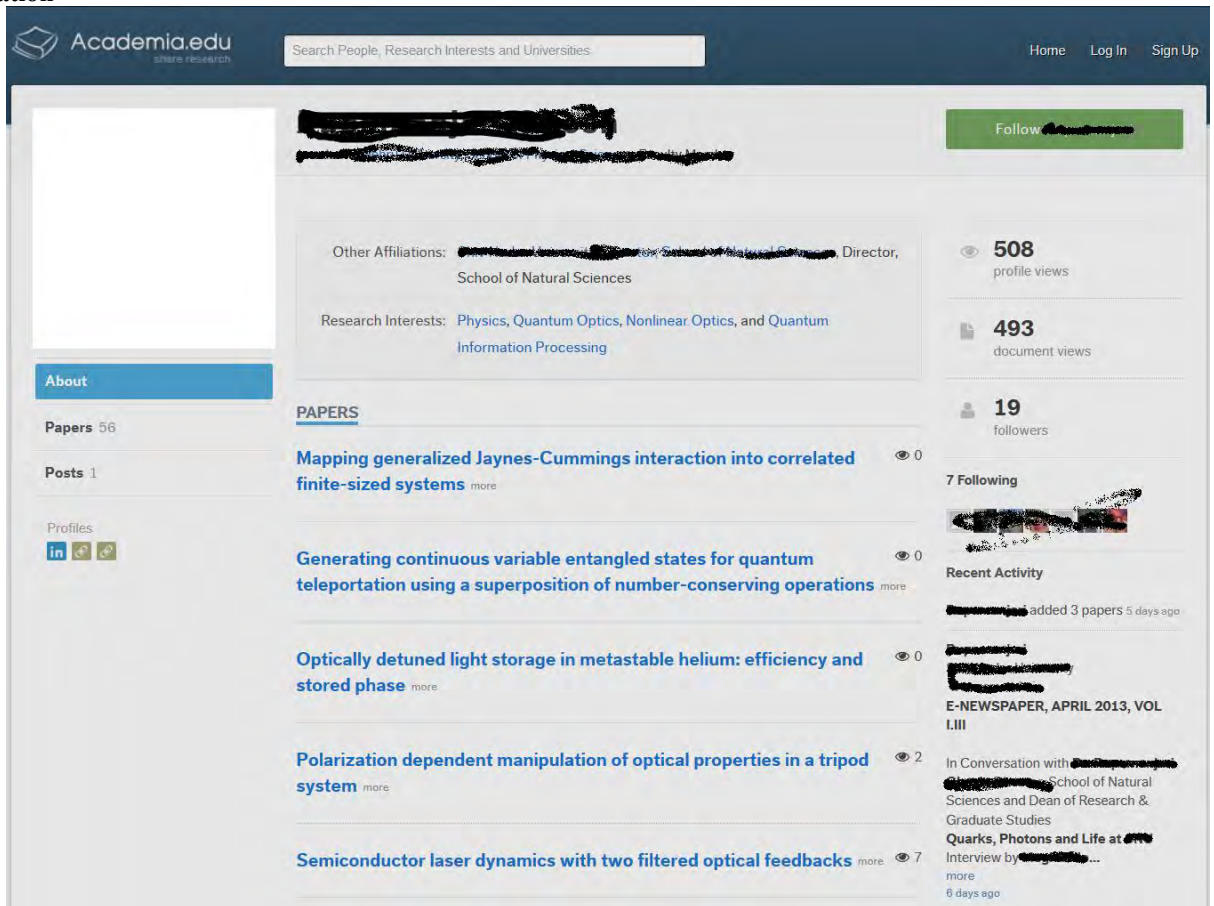 ation
Academia.edu
share research
Search People, Research Interests and Universities
Home Log In Sign Up
Follow
Other Affiliations: , Director,
School of Natural Sciences
Research Interests: Physics, Quantum Optics, Nonlinear Optics, and Quantum
Information Processing
508
profile views
493
document views
19
followers
About
Papers 56
Posts 1
Profiles
in
PAPERS
Mapping generalized Jaynes-Cummings interaction into correlated
finite-sized systems more
0
Generating continuous variable entangled states for quantum
teleportation using a superposition of number-conserving operations more
0
Optically detuned light storage in metastable helium: efficiency and
stored phase more
0
Polarization dependent manipulation of optical properties in a tripod
system more
2
Semiconductor laser dynamics with two filtered optical feedbacks more
7
7 Following
Recent Activity
added 3 papers 5 days ago
E-NEWSPAPER, APRIL 2013, VOL
I.III
In Conversation with
School of Natural
Sciences and Dean of Research &
Graduate Studies
Quarks, Photons and Life at
Interview by ...
more
6 days ago